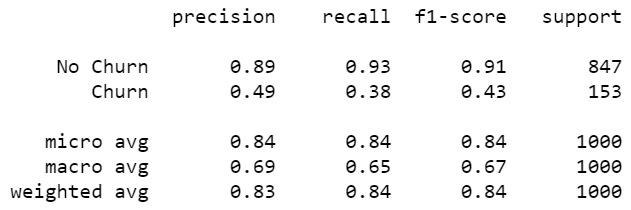 precision recall f1-score support
No Churn 0.89 0.93 0.91 847
Churn 0.49 0.38 0.43 153
micro avg 0.84 0.84 0.84 1000
macro avg 0.69 0.65 0.67 1000
weighted avg 0.83 0.84 0.84 1000